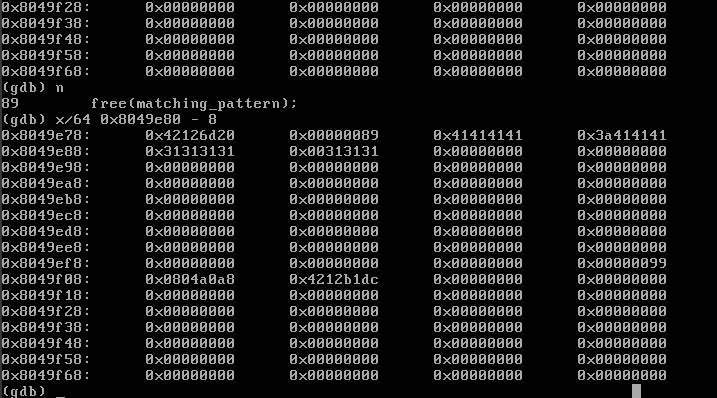 0x8049f28: 0x00000000 0x00000000 0x00000000 0x00000000
0x8049f38: 0x00000000 0x00000000 0x00000000 0x00000000
0x8049f48: 0x00000000 0x00000000 0x00000000 0x00000000
0x8049f58: 0x00000000 0x00000000 0x00000000 0x00000000
0x8049f68: 0x00000000 0x00000000 0x00000000 0x00000000
(gdb) n
89 free(matching_pattern);
(gdb) x/64 0x8049e80 - 8
0x8049e78: 0x42126d20 0x00000089 0x41414141 0x3a414141
0x8049e88: 0x31313131 0x00313131 0x00000000 0x00000000
0x8049e98: 0x00000000 0x00000000 0x00000000 0x00000000
0x8049ea8: 0x00000000 0x00000000 0x00000000 0x00000000
0x8049eb8: 0x00000000 0x00000000 0x00000000 0x00000000
0x8049ec8: 0x00000000 0x00000000 0x00000000 0x00000000
0x8049ed8: 0x00000000 0x00000000 0x00000000 0x00000000
0x8049ee8: 0x00000000 0x00000000 0x00000000 0x00000000
0x8049ef8: 0x00000000 0x00000000 0x00000000 0x00000099
0x8049f08: 0x0804a0a8 0x4212b1dc 0x00000000 0x00000000
0x8049f18: 0x00000000 0x00000000 0x00000000 0x00000000
0x8049f28: 0x00000000 0x00000000 0x00000000 0x00000000
0x8049f38: 0x00000000 0x00000000 0x00000000 0x00000000
0x8049f48: 0x00000000 0x00000000 0x00000000 0x00000000
0x8049f58: 0x00000000 0x00000000 0x00000000 0x00000000
0x8049f68: 0x00000000 0x00000000 0x00000000 0x00000000
(gdb) _